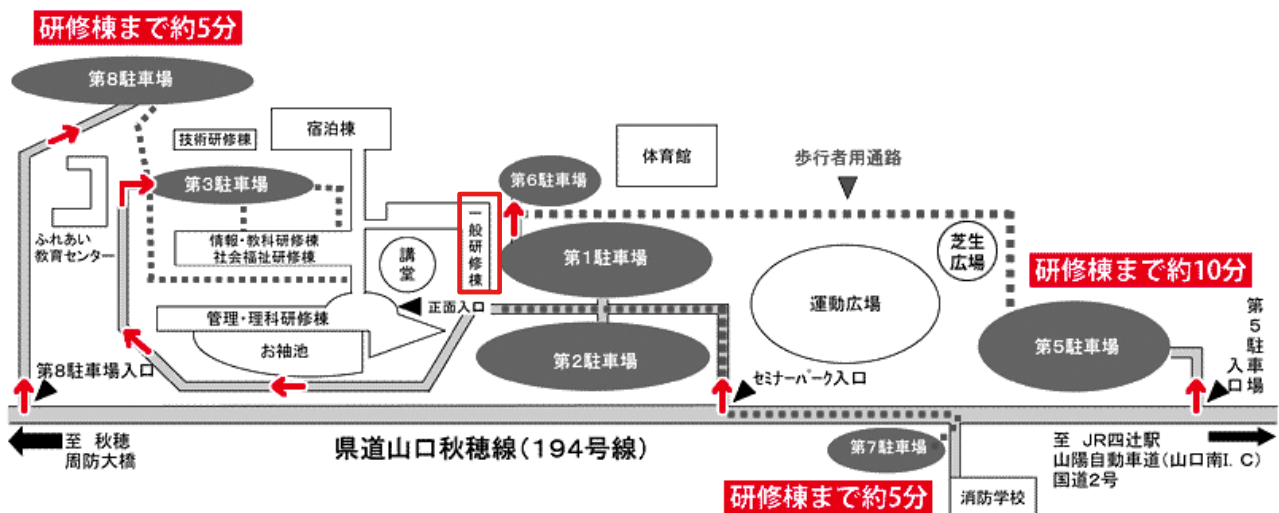 研修棟まで約5分
第8駐車場
技術研修棟
宿泊棟
体育館
歩行者用通路
第3駐車場
第6駐車場
ふれあい
教育センター
情報・教科研修棟
社会福祉研修棟
講堂
一般研修棟
第1駐車場
運動広場
芝生
広場
研修棟まで約10分
正面入口
管理・理科研修棟
お袖池
第2駐車場
第5駐車場
第5駐車場
入口
第8駐車場入口
セミナーパーク入口
至 秋穂
周防大橋
県道山口秋穂線(194号線)
第7駐車場
至 JR四辻駅
山陽自動車道(山口南I.C)
国道2号
研修棟まで約5分
消防学校